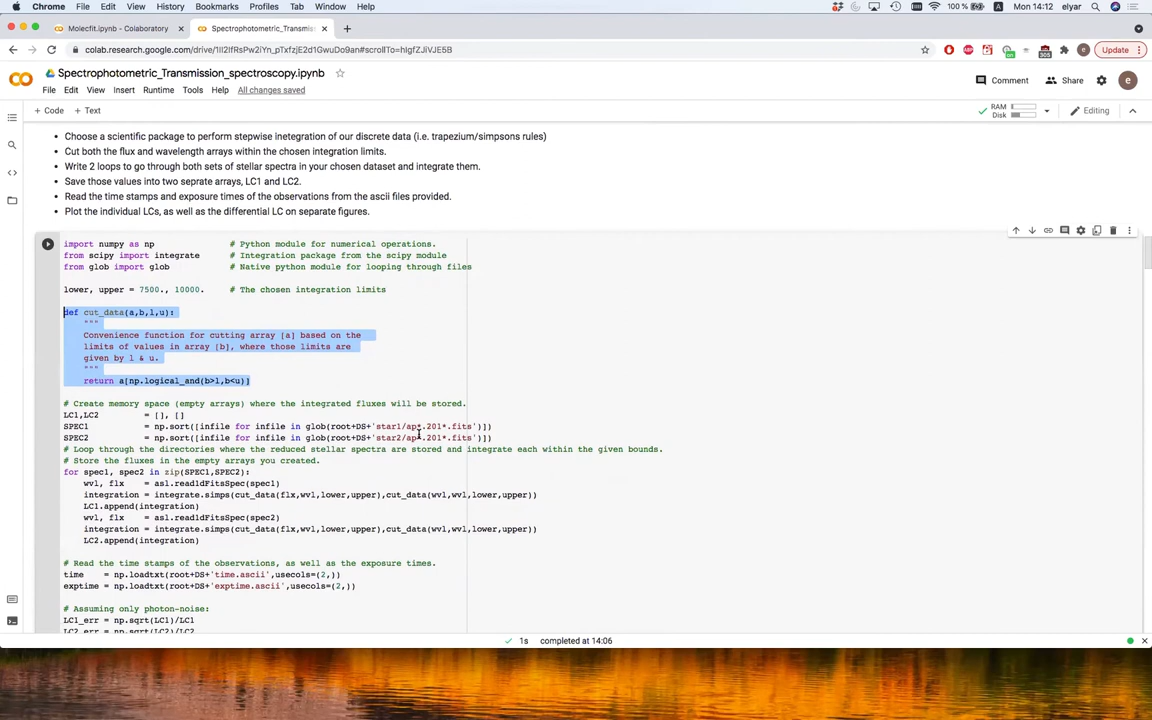 Chrome File Edit View History Bookmarks Profiles Tab Window Help 100 % Mon 14:12 elyar
Molecfit.ipynb - Colaboratory Spectrophotometric_Transmiss
colab.research.google.com/drive/1II2IfRsPw2iYn_pTxfzjE2d1GwuDo9an#scrollTo=hIgfZJiVJE5B Update
Spectrophotometric_Transmission_spectroscopy.ipynb
Comment Share e
File Edit View Insert Runtime Tools Help All changes saved
+ Code + Text RAM Disk Editing
• Choose a scientific package to perform stepwise inetegration of our discrete data (i.e. trapezium/simpsons rules)
• Cut both the flux and wavelength arrays within the chosen integration limits.
• Write 2 loops to go through both sets of stellar spectra in your chosen dataset and integrate them.
• Save those values into two seprate arrays, LC1 and LC2.
• Read the time stamps and exposure times of the observations from the ascii files provided.
• Plot the individual LCs, as well as the differential LC on separate figures.
import numpy as np # Python module for numerical operations.
from scipy import integrate # Integration package from the scipy module
from glob import glob # Native python module for looping through files
lower, upper = 7500., 10000. # The chosen integration limits
def cut_data(a,b,l,u):
"""
Convenience function for cutting array [a] based on the
limits of values in array [b], where those limits are
given by l & u.
"""
return a[np.logical_and(b>l,b<u)]
# Create memory space (empty arrays) where the integrated fluxes will be stored.
LC1,LC2 = [], []
SPEC1 = np.sort([infile for infile in glob(root+DS+'star1/ap*.201*.fits')])
SPEC2 = np.sort([infile for infile in glob(root+DS+'star2/ap*.201*.fits')])
# Loop through the directories where the reduced stellar spectra are stored and integrate each within the given bounds.
# Store the fluxes in the empty arrays you created.
for spec1, spec2 in zip(SPEC1,SPEC2):
wvl, flx = asl.read1dFitsSpec(spec1)
integration = integrate.simps(cut_data(flx,wvl,lower,upper),cut_data(wvl,wvl,lower,upper))
LC1.append(integration)
wvl, flx = asl.read1dFitsSpec(spec2)
integration = integrate.simps(cut_data(flx,wvl,lower,upper),cut_data(wvl,wvl,lower,upper))
LC2.append(integration)
# Read the time stamps of the observations, as well as the exposure times.
time = np.loadtxt(root+DS+'time.ascii',usecols=(2,))
exptime = np.loadtxt(root+DS+'exptime.ascii',usecols=(2,))
# Assuming only photon-noise:
LC1_err = np.sqrt(LC1)/LC1
LC2_err = np.sqrt(LC2)/LC2
1s completed at 14:06